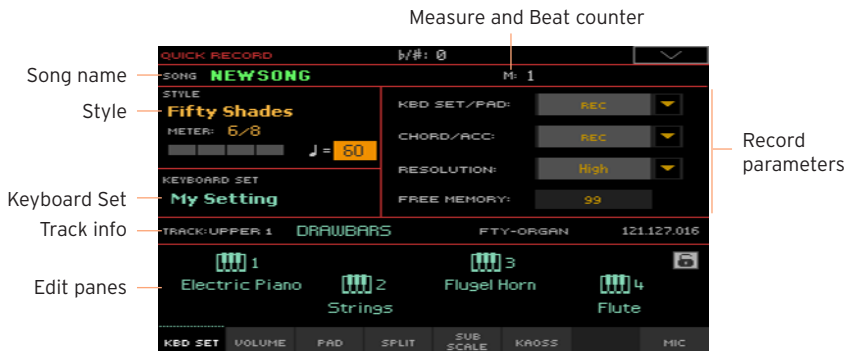 Measure and Beat counter
QUICK RECORD ♭/#: 0
Song name
SONG NEWSONG M: 1
Style
STYLE
Fifty Shades
METER: 6/8
♩ = 60
KBD SET/PAD: REC
CHORD/ACC: REC
RESOLUTION: High
FREE MEMORY: 99
Record
parameters
Keyboard Set
KEYBOARD SET
My Setting
Track info
TRACK:UPPER 1 DRAWBARS FTY-ORGAN 121.127.016
Edit panes
1
Electric Piano
2
Strings
3
Flugel Horn
4
Flute
KBD SET VOLUME PAD SPLIT SUB SCALE KAOSS MIC